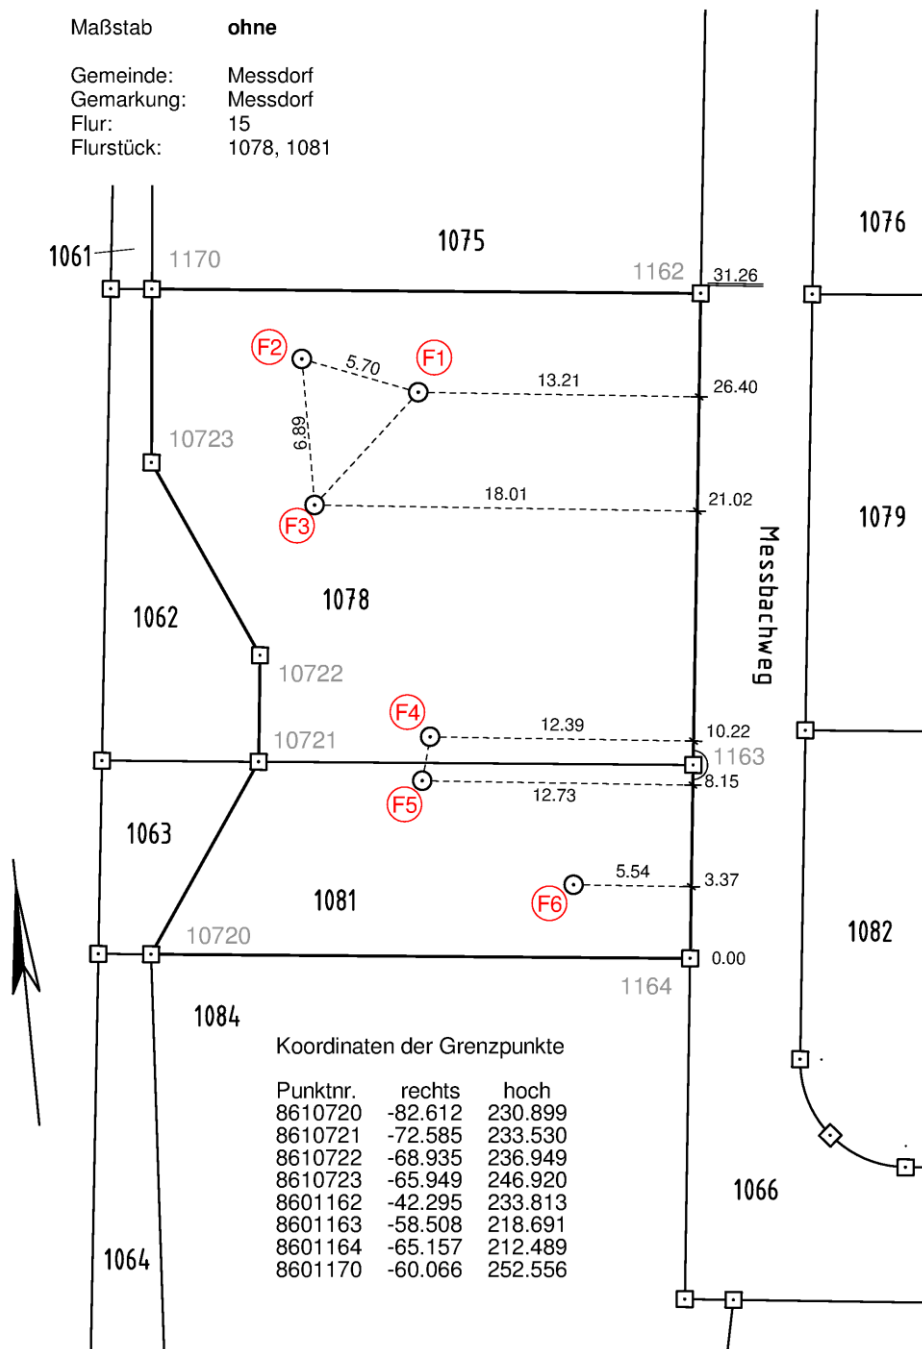 Maßstab ohne
Gemeinde: Messdorf
Gemarkung: Messdorf
Flur: 15
Flurstück: 1078, 1081
1076
1061
1075
1170
1162
31.26
F2
F1
5.70
13.21
26.40
6.89
10723
18.01
21.02
F3
1079
Messbachweg
1078
1062
10722
F4
12.39
10.22
10721
1163
8.15
F5
12.73
1063
5.54
3.37
1081
F6
10720
1082
0.00
1164
1084
Koordinaten der Grenzpunkte
Punktnr. rechts hoch
8610720 -82.612 230.899
8610721 -72.585 233.530
8610722 -68.935 236.949
8610723 -65.949 246.920
8601162 -42.295 233.813
8601163 -58.508 218.691
8601164 -65.157 212.489
8601170 -60.066 252.556
1066
1064